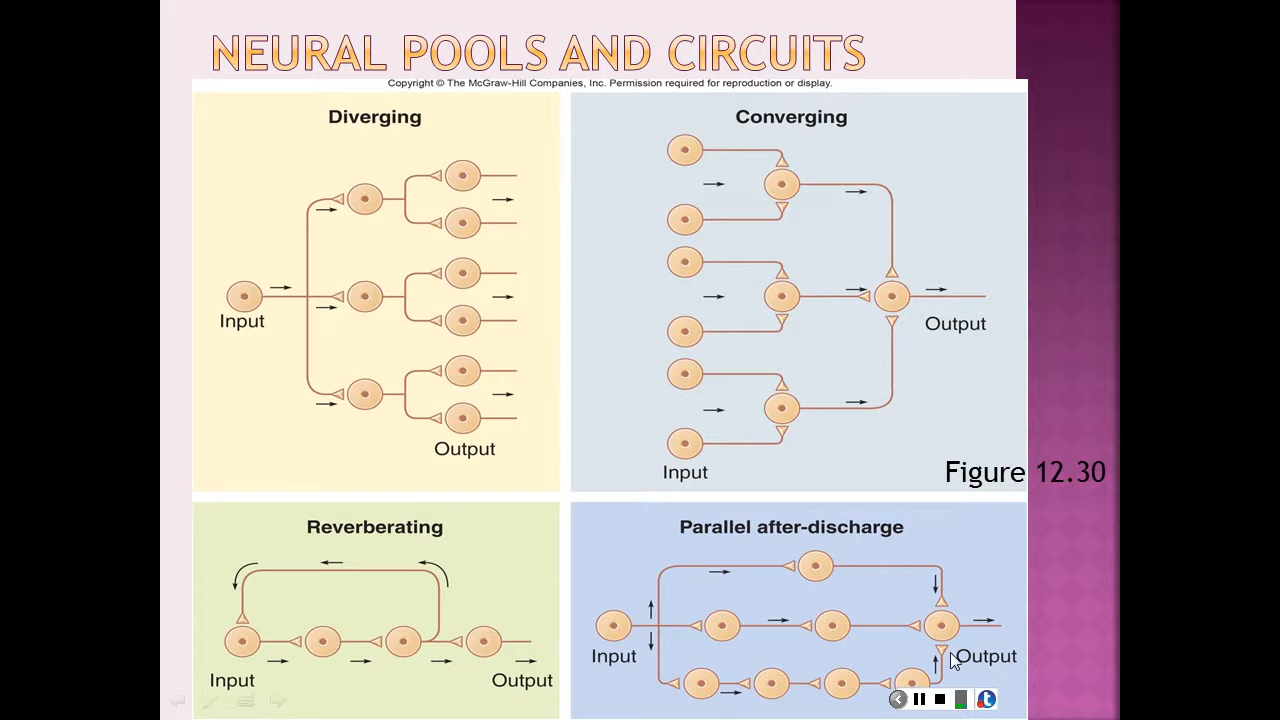 NEURAL POOLS AND CIRCUITS
Copyright © The McGraw-Hill Companies, Inc. Permission required for reproduction or display.
Diverging
Input
Output
Converging
Output
Input
Figure 12.30
Reverberating
Input
Output
Parallel after-discharge
Input
Output
t